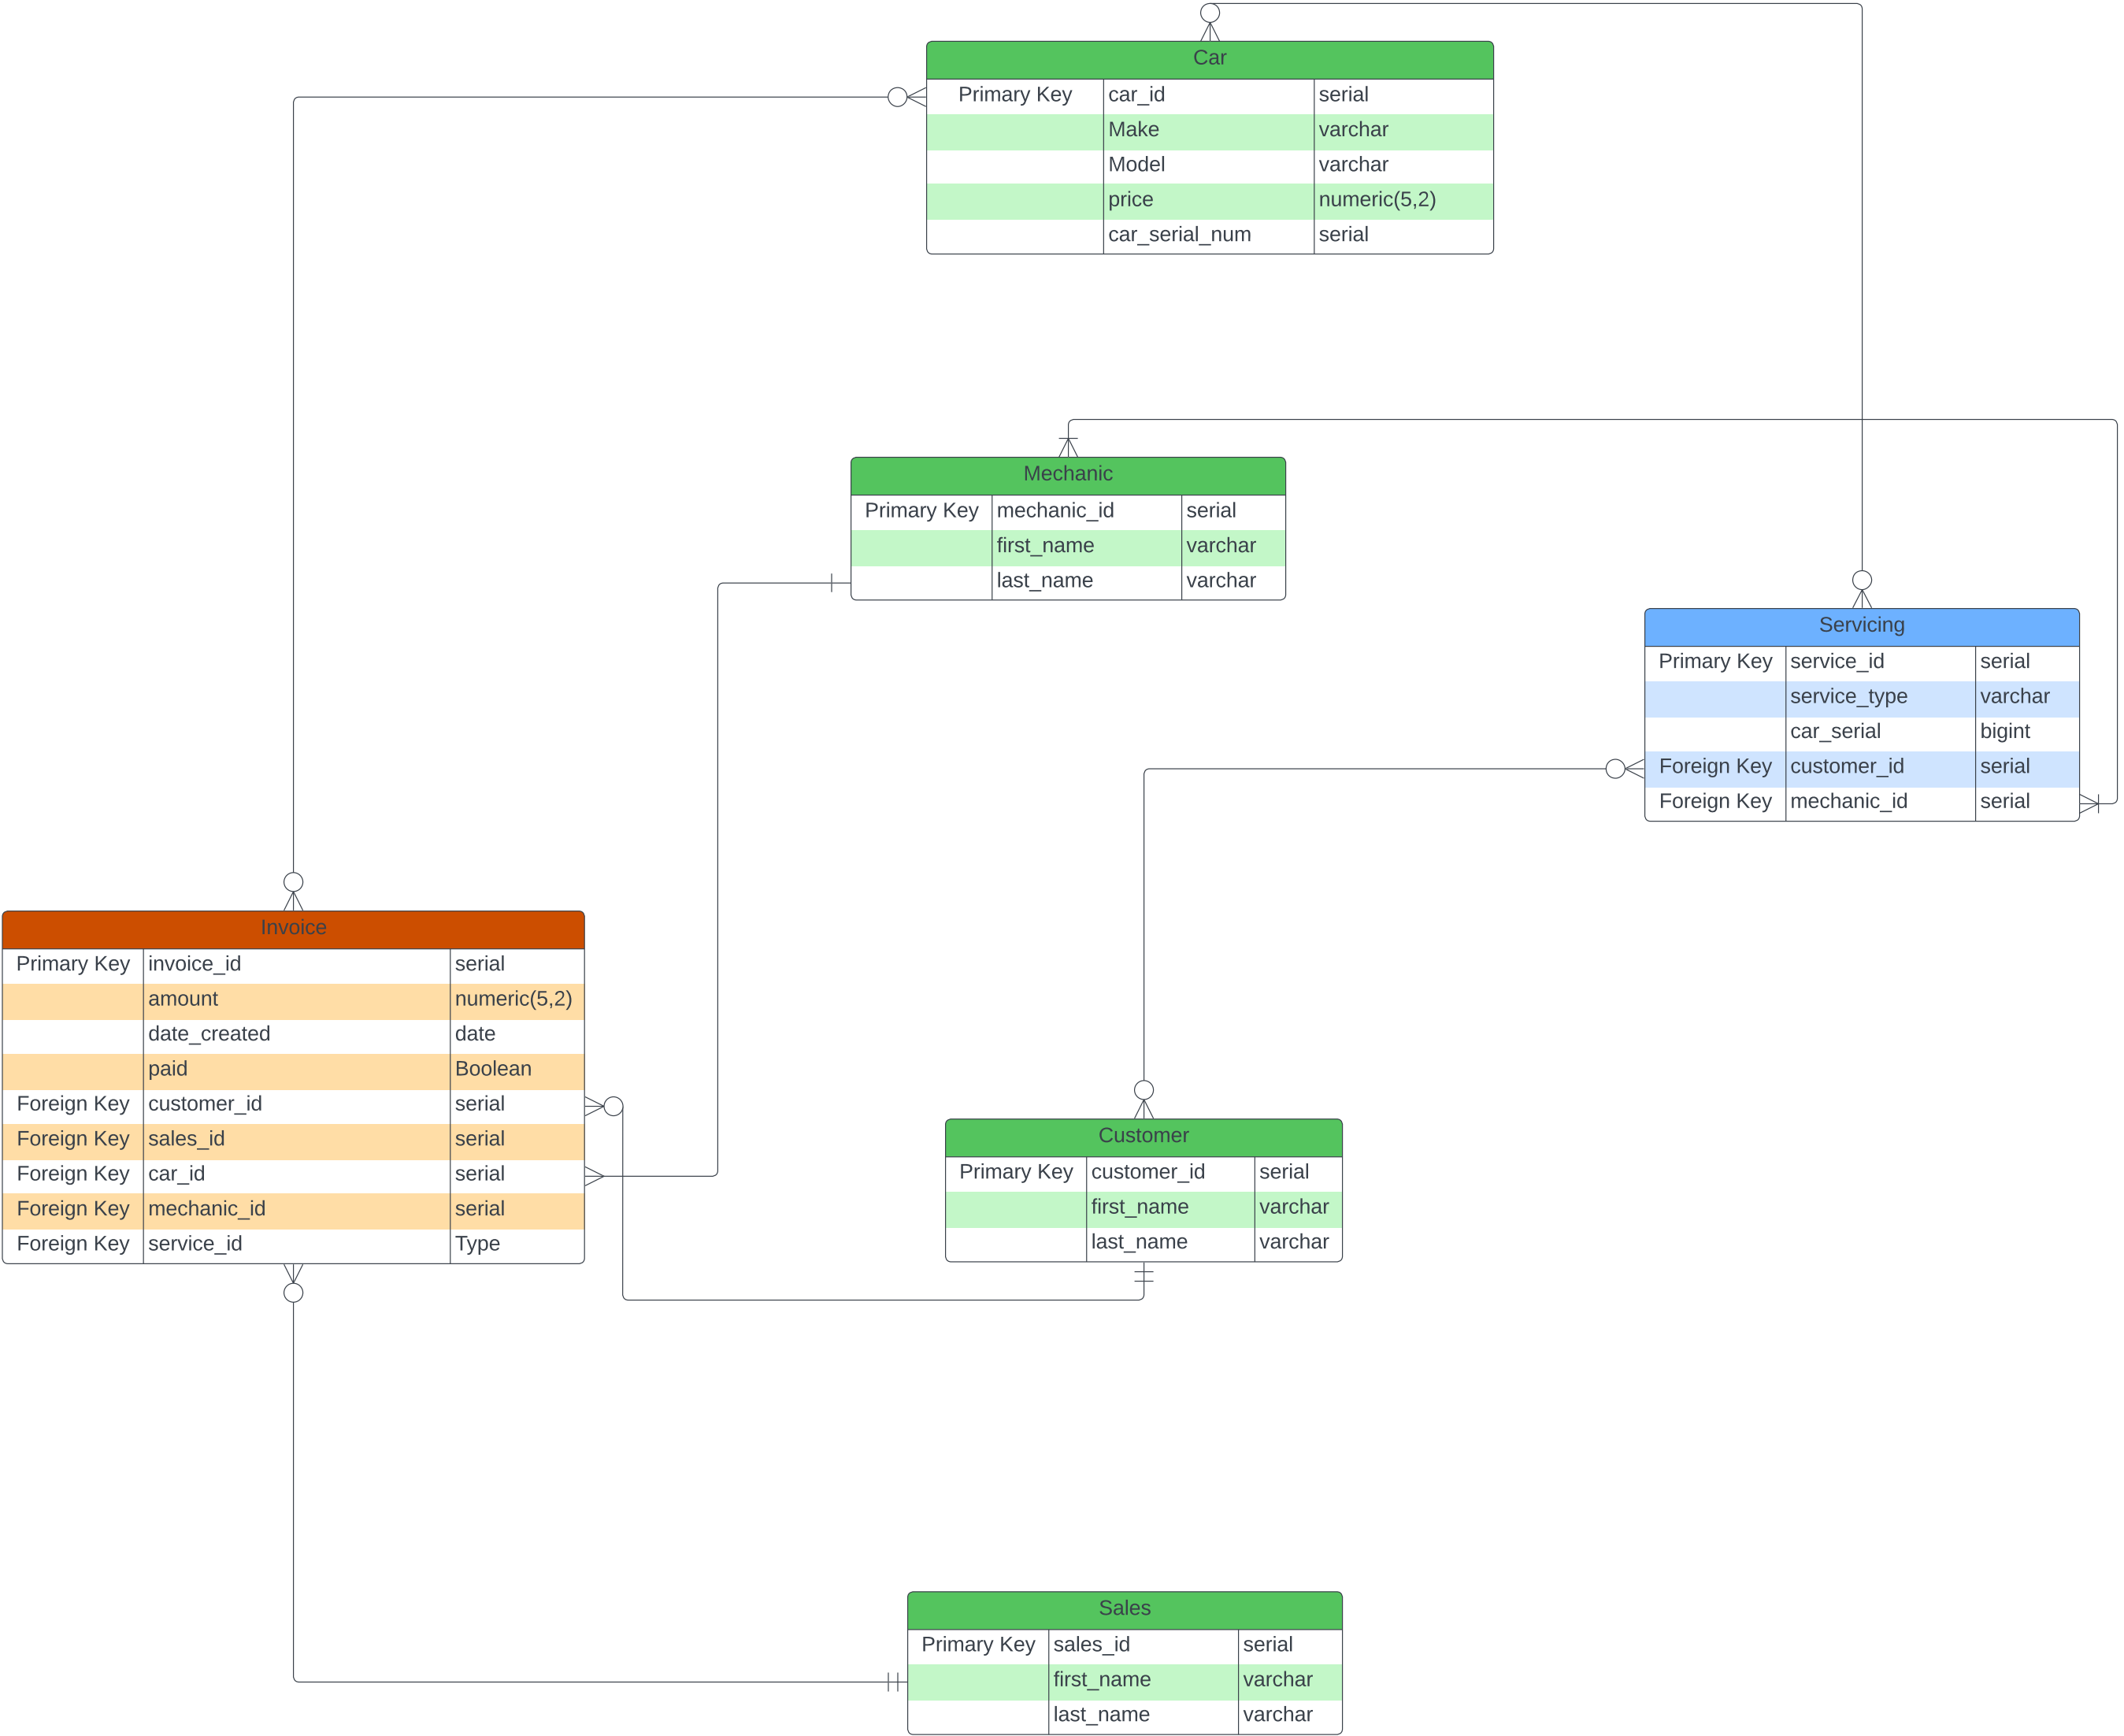 Car
Primary Key car_id serial
Make varchar
Model varchar
price numeric(5,2)
car_serial_num serial
Mechanic
Primary Key mechanic_id serial
first_name varchar
last_name varchar
Servicing
Primary Key service_id serial
service_type varchar
car_serial bigint
Foreign Key customer_id serial
Foreign Key mechanic_id serial
Invoice
Primary Key invoice_id serial
amount numeric(5,2)
date_created date
paid Boolean
Foreign Key customer_id serial
Foreign Key sales_id serial
Foreign Key car_id serial
Foreign Key mechanic_id serial
Foreign Key service_id Type
Customer
Primary Key customer_id serial
first_name varchar
last_name varchar
Sales
Primary Key sales_id serial
first_name varchar
last_name varchar